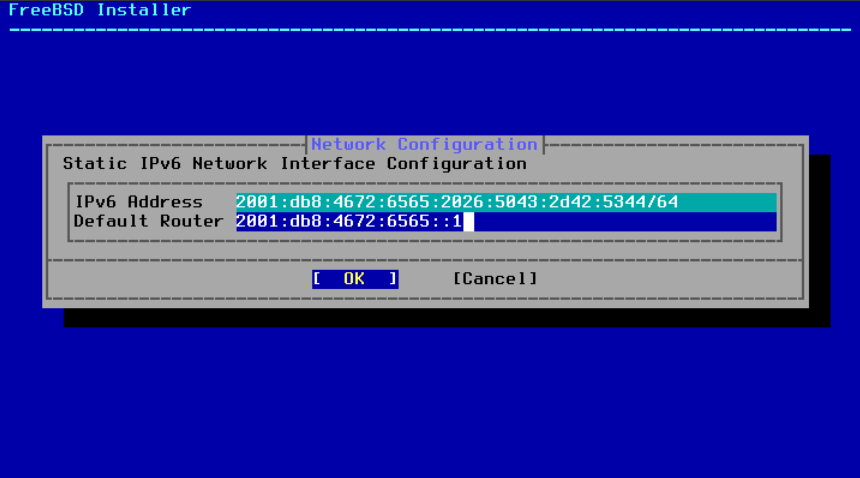 FreeBSD Installer
Network Configuration
Static IPv6 Network Interface Configuration
IPv6 Address 2001:db8:4672:6565:2026:5043:2d42:5344/64
Default Router 2001:db8:4672:6565::1
[ OK ] [Cancel]